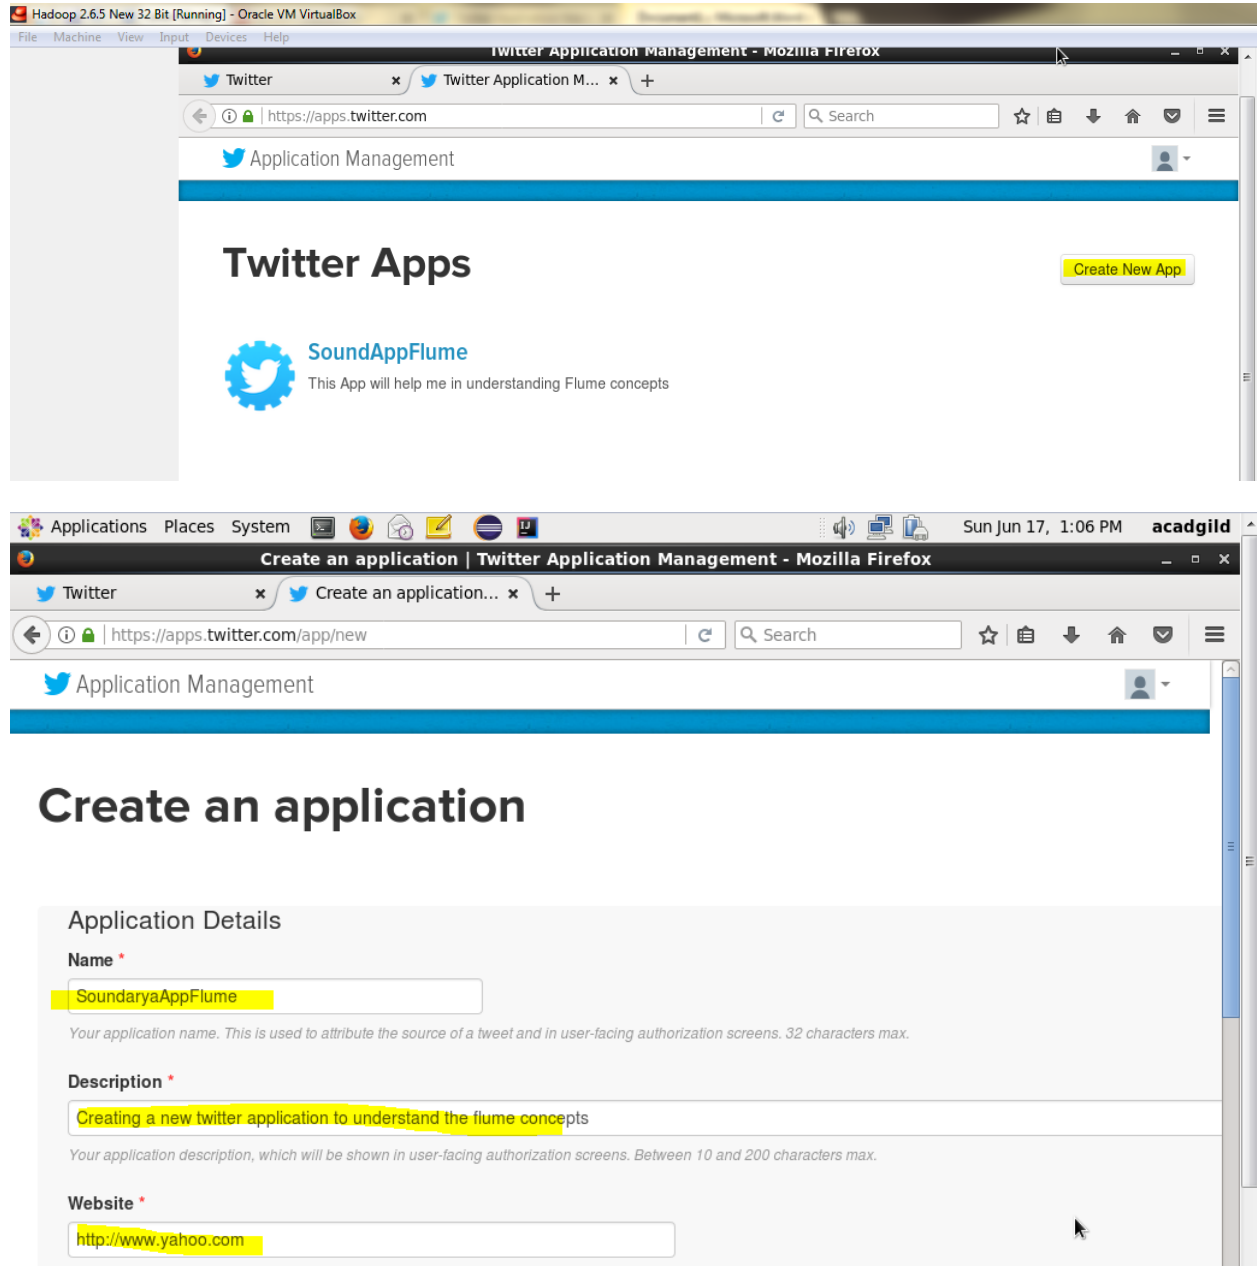 Hadoop 2.6.5 New 32 Bit [Running] - Oracle VM VirtualBox
File Machine View Input Devices Help
Twitter Application Management - Mozilla Firefox
Twitter Twitter Application M...
https://apps.twitter.com Search
Application Management
Twitter Apps
Create New App
SoundAppFlume
This App will help me in understanding Flume concepts
Applications Places System Sun Jun 17, 1:06 PM acadgild
Create an application | Twitter Application Management - Mozilla Firefox
Twitter Create an application...
https://apps.twitter.com/app/new Search
Application Management
Create an application
Application Details
Name *
SoundaryaAppFlume
Your application name. This is used to attribute the source of a tweet and in user-facing authorization screens. 32 characters max.
Description *
Creating a new twitter application to understand the flume concepts
Your application description, which will be shown in user-facing authorization screens. Between 10 and 200 characters max.
Website *
http://www.yahoo.com